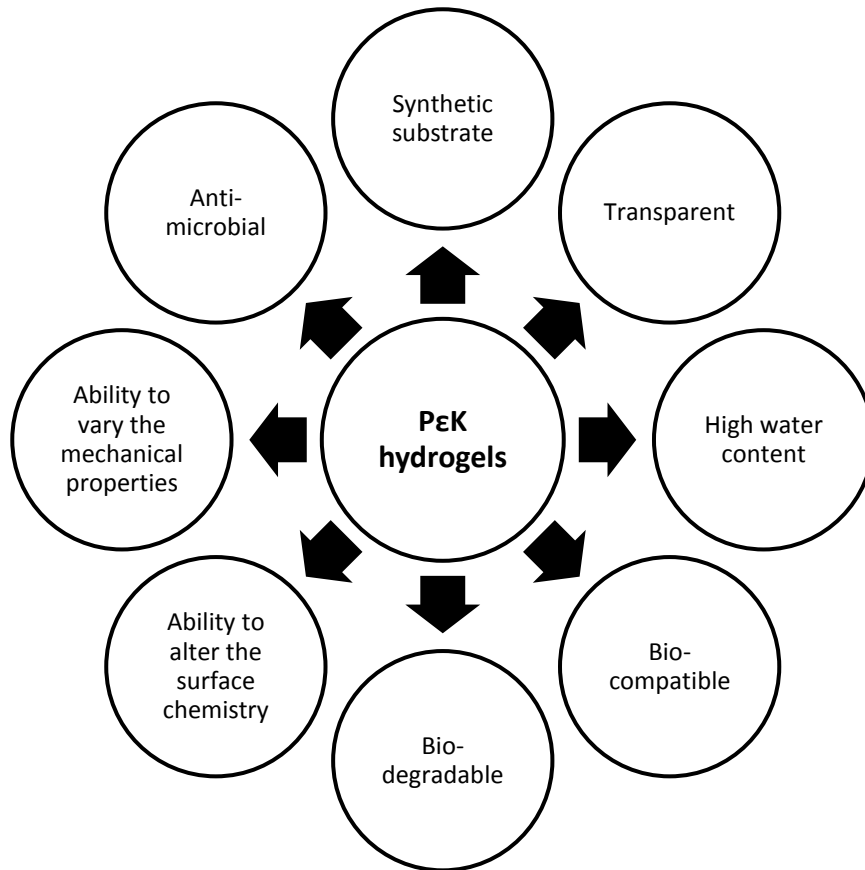 Synthetic
substrate
Transparent
High water
content
Bio-
compatible
Bio-
degradable
Ability to
alter the
surface
chemistry
Ability to
vary the
mechanical
properties
Anti-
microbial
PεK
hydrogels